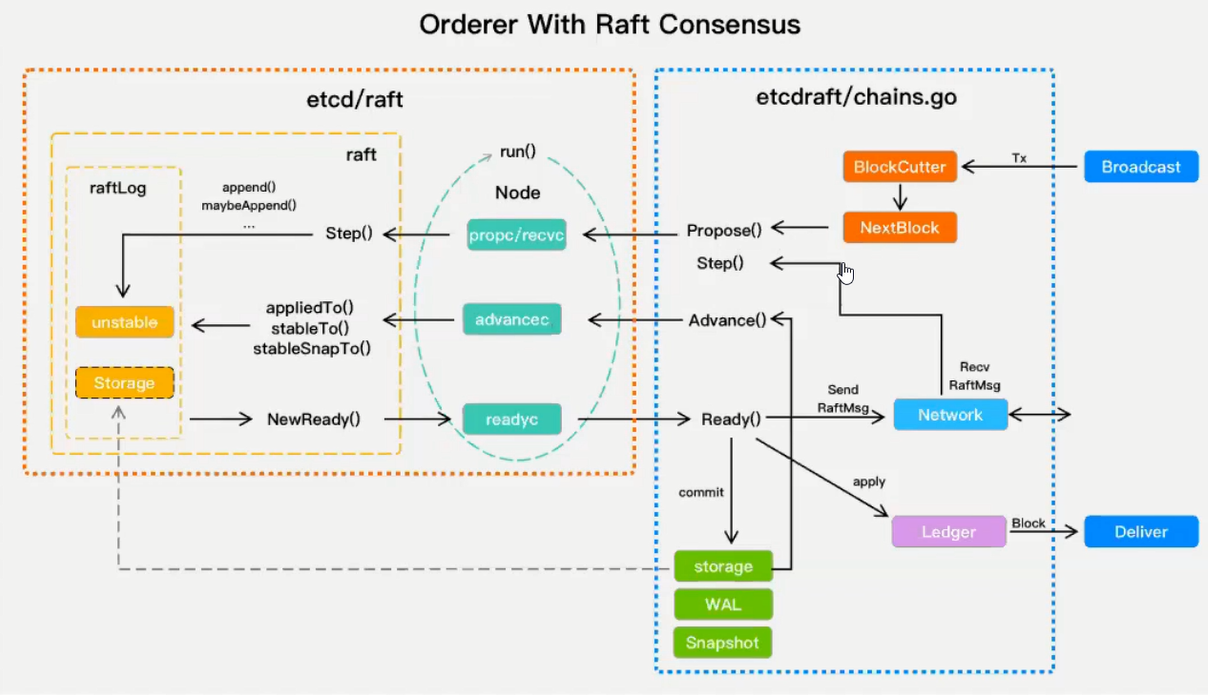 Orderer With Raft Consensus
etcd/raft
raft
raftLog
append()
maybeAppend()
...
Step()
unstable
appliedTo()
stableTo()
stableSnapTo()
Storage
NewReady()
run()
Node
propc/recvc
advancec
readyc
etcdraft/chains.go
BlockCutter
Tx
Broadcast
NextBlock
Propose()
Step()
Advance()
Recv
RaftMsg
Ready()
Send
RaftMsg
Network
commit
apply
Ledger
Block
Deliver
storage
WAL
Snapshot